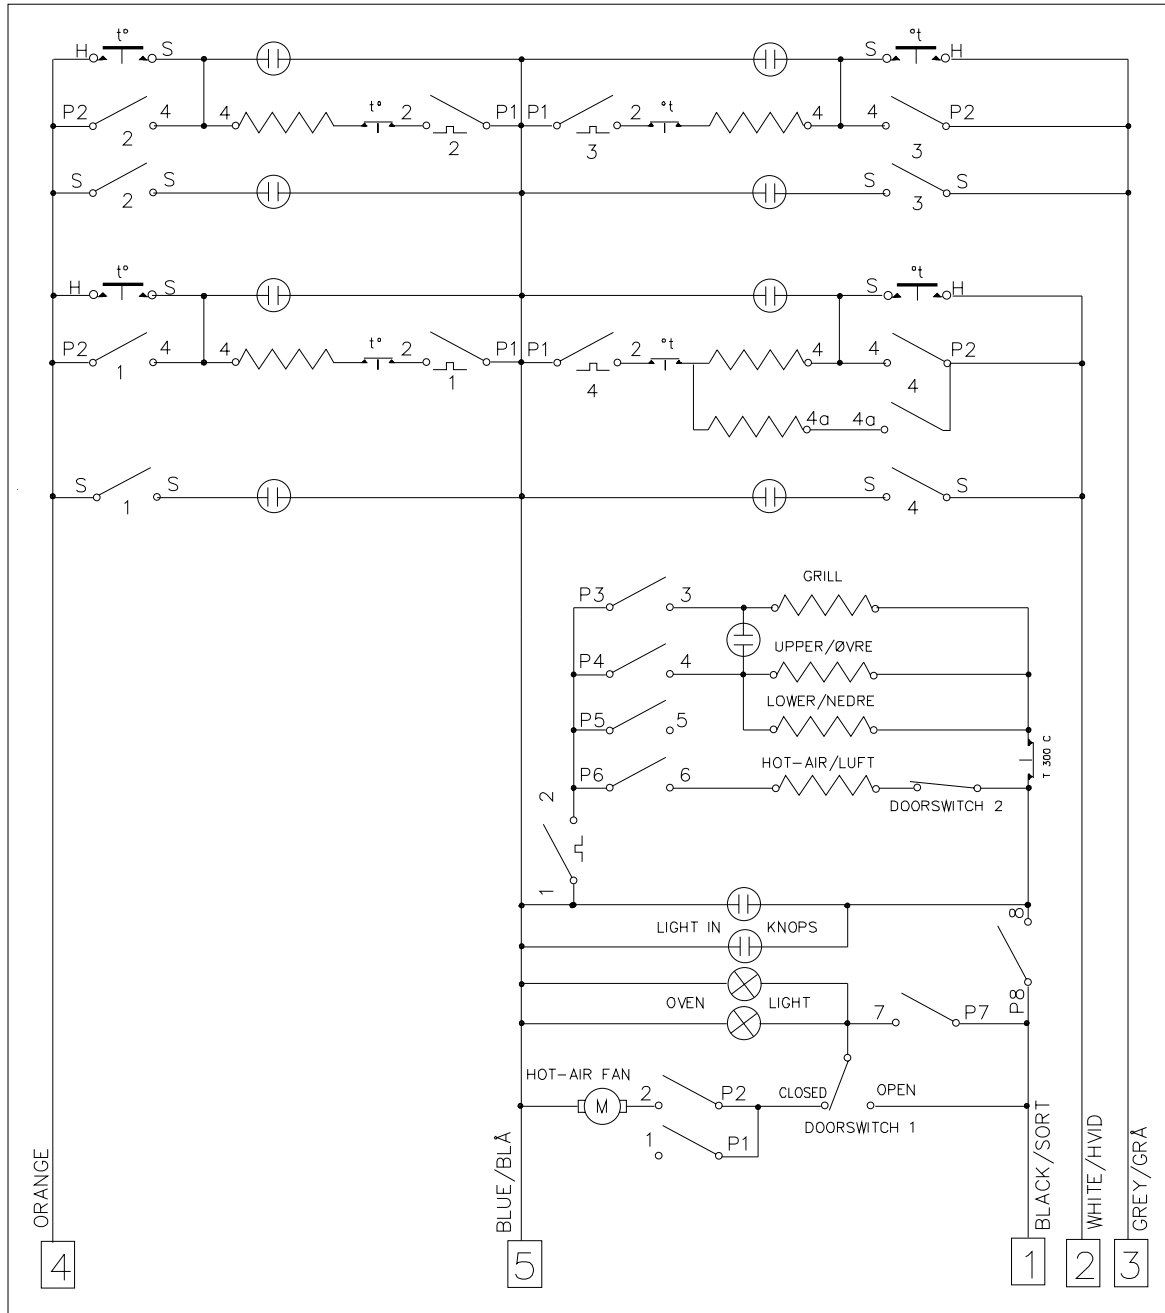 t° °t
H S S H
P2 4 4 t° 2 P1 P1 2 °t 4 4 P2
2 2 3 3
S S S S
2 3
t° °t
H S S H
P2 4 4 t° 2 P1 P1 2 °t 4 4 P2
1 1 4 4
4a 4a
S S S S
1 4
GRILL
P3 3
UPPER/ØVRE
P4 4
LOWER/NEDRE
P5 5
HOT-AIR/LUFT
T 300 C
P6 6
2 DOORSWITCH 2
1
8
LIGHT IN KNOPS
P8
OVEN LIGHT 7 P7
HOT-AIR FAN
M 2 P2 CLOSED OPEN
1 P1 DOORSWITCH 1
ORANGE
BLUE/BLÅ
BLACK/SORT
WHITE/HVID
GREY/GRÅ
4 5 1 2 3